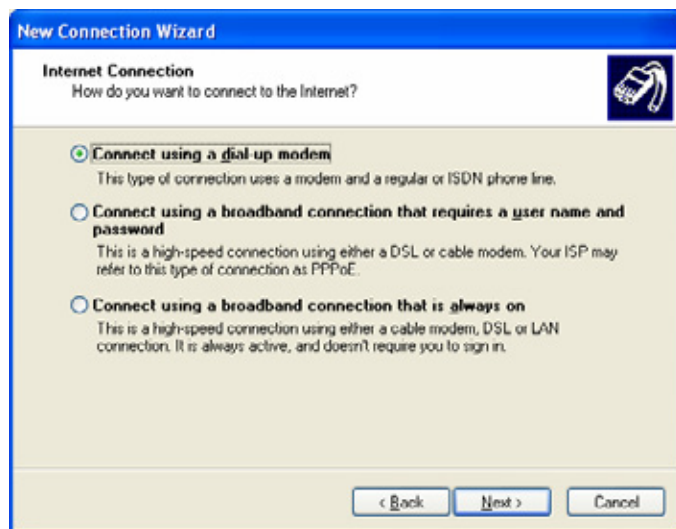 New Connection Wizard
Internet Connection
How do you want to connect to the Internet?
Connect using a dial-up modem
This type of connection uses a modem and a regular or ISDN phone line.
Connect using a broadband connection that requires a user name and
password
This is a high-speed connection using either a DSL or cable modem. Your ISP may
refer to this type of connection as PPPoE.
Connect using a broadband connection that is always on
This is a high-speed connection using either a cable modem, DSL or LAN
connection. It is always active, and doesn't require you to sign in.
< Back Next > Cancel